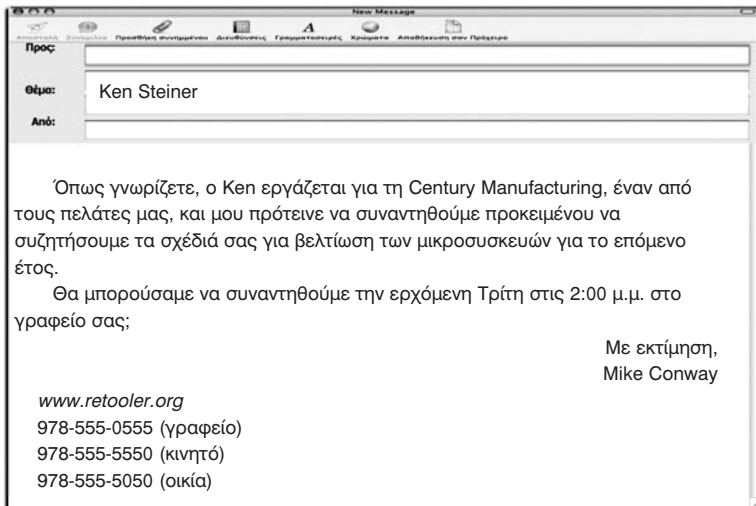 New Message
Αποστολή Συνομιλία Προσθήκη συνημμένου Διευθύνσεις Γραμματοσειρές Χρώματα Αποθήκευση σαν Πρόχειρο
Προς:
Θέμα: Ken Steiner
Από:
Όπως γνωρίζετε, ο Ken εργάζεται για τη Century Manufacturing, έναν από
τους πελάτες μας, και μου πρότεινε να συναντηθούμε προκειμένου να
συζητήσουμε τα σχέδιά σας για βελτίωση των μικροσυσκευών για το επόμενο
έτος.
Θα μπορούσαμε να συναντηθούμε την ερχόμενη Τρίτη στις 2:00 μ.μ. στο
γραφείο σας;
Με εκτίμηση,
Mike Conway
www.retooler.org
978-555-0555 (γραφείο)
978-555-5550 (κινητό)
978-555-5050 (οικία)